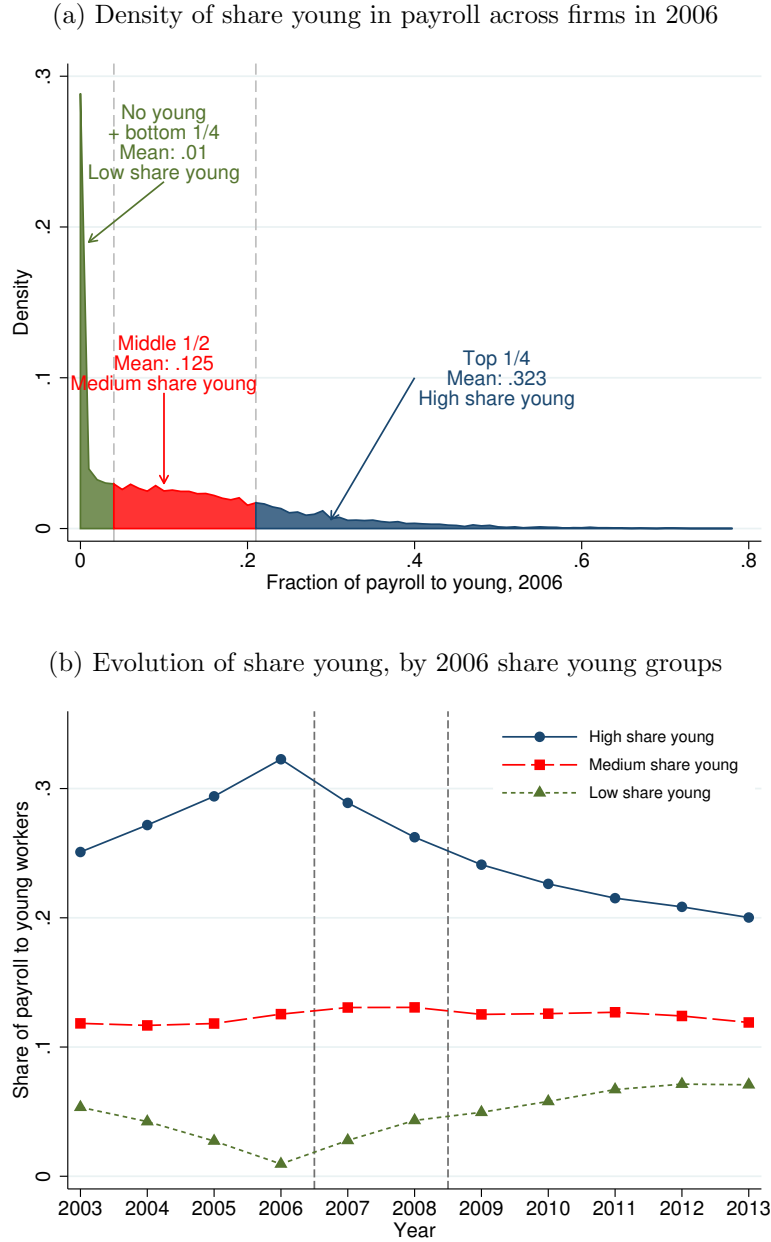 (a) Density of share young in payroll across firms in 2006
.3
.2
.1
0
Density
No young
+ bottom 1/4
Mean: .01
Low share young
Middle 1/2
Mean: .125
Medium share young
Top 1/4
Mean: .323
High share young
0
.2
.4
.6
.8
Fraction of payroll to young, 2006
(b) Evolution of share young, by 2006 share young groups
High share young
Medium share young
Low share young
.3
.2
.1
0
Share of payroll to young workers
2003
2004
2005
2006
2007
2008
2009
2010
2011
2012
2013
Year